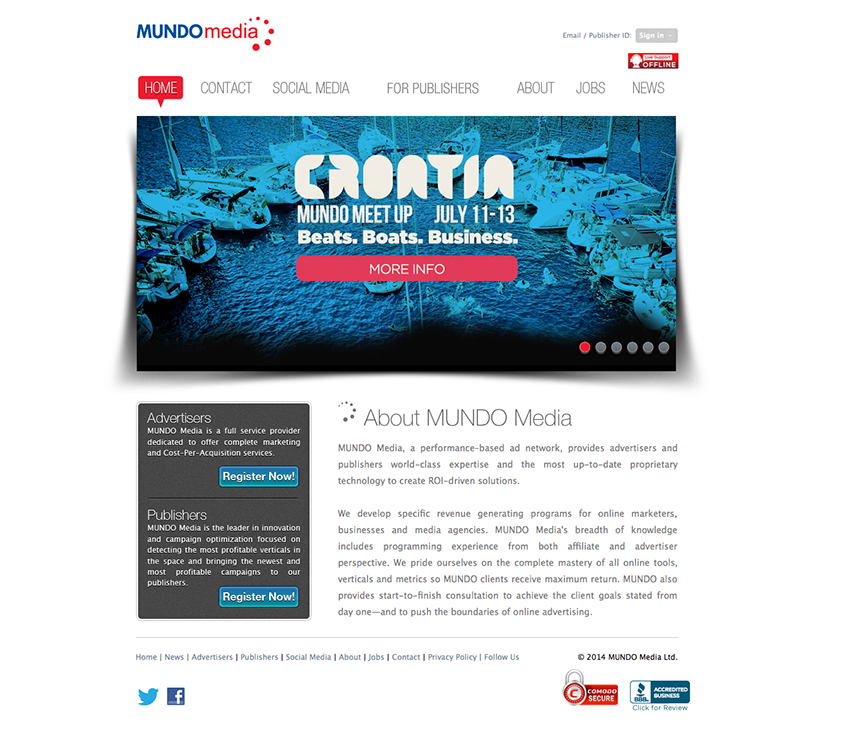 MUNDOmedia
Email / Publisher ID: Sign in
Live Support
OFFLINE
HOME CONTACT SOCIAL MEDIA FOR PUBLISHERS ABOUT JOBS NEWS
CROATIA
MUNDO MEET UP JULY 11-13
Beats. Boats. Business.
MORE INFO
Advertisers
MUNDO Media is a full service provider
dedicated to offer complete marketing
and Cost-Per-Acquisition services.
Register Now!
Publishers
MUNDO Media is the leader in innovation
and campaign optimization focused on
detecting the most profitable verticals in
the space and bringing the newest and
most profitable campaigns to our
publishers.
Register Now!
About MUNDO Media
MUNDO Media, a performance-based ad network, provides advertisers and
publishers world-class expertise and the most up-to-date proprietary
technology to create ROI-driven solutions.
We develop specific revenue generating programs for online marketers,
businesses and media agencies. MUNDO Media's breadth of knowledge
includes programming experience from both affiliate and advertiser
perspective. We pride ourselves on the complete mastery of all online tools,
verticals and metrics so MUNDO clients receive maximum return. MUNDO also
provides start-to-finish consultation to achieve the client goals stated from
day one—and to push the boundaries of online advertising.
Home | News | Advertisers | Publishers | Social Media | About | Jobs | Contact | Privacy Policy | Follow Us
© 2014 MUNDO Media Ltd.
COMODO
SECURE
BBB
ACCREDITED
BUSINESS
Click for Review